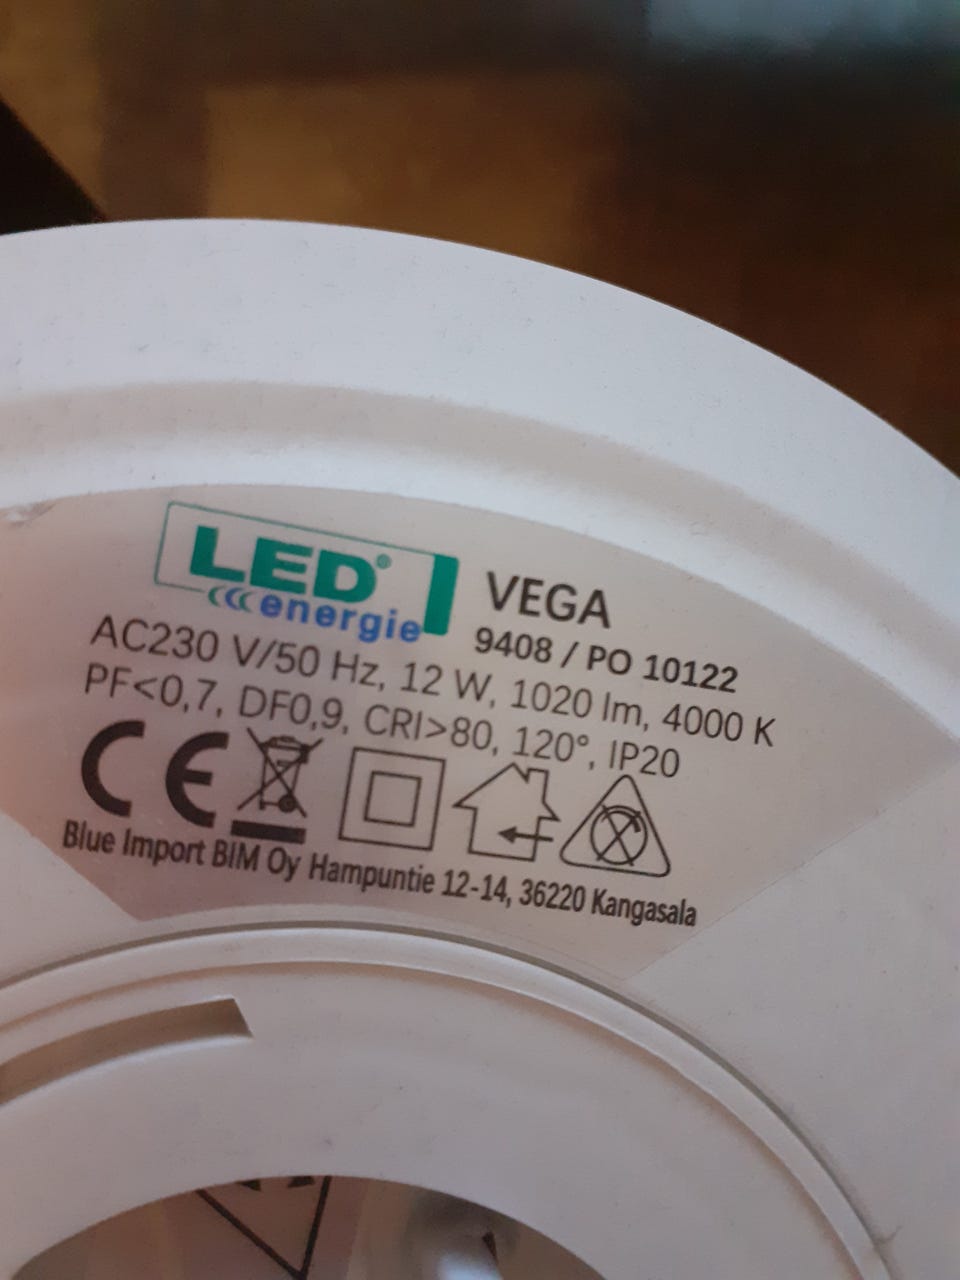 LED® energie
VEGA
9408 / PO 10122
AC230 V/50 Hz, 12 W, 1020 lm, 4000 K
PF<0,7, DF0,9, CRI>80, 120°, IP20
CE
Blue Import BIM Oy Hampuntie 12-14, 36220 Kangasala